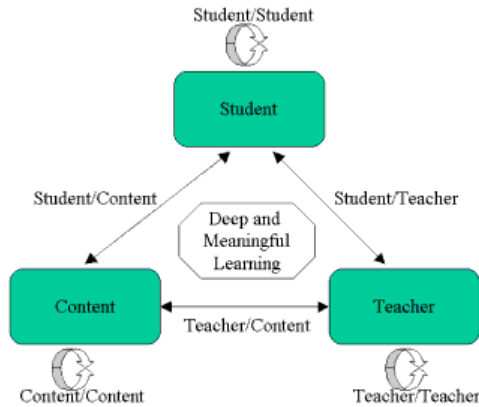 Student/Student
Student
Student/Content
Student/Teacher
Deep and
Meaningful
Learning
Content
Teacher
Teacher/Content
Content/Content
Teacher/Teacher